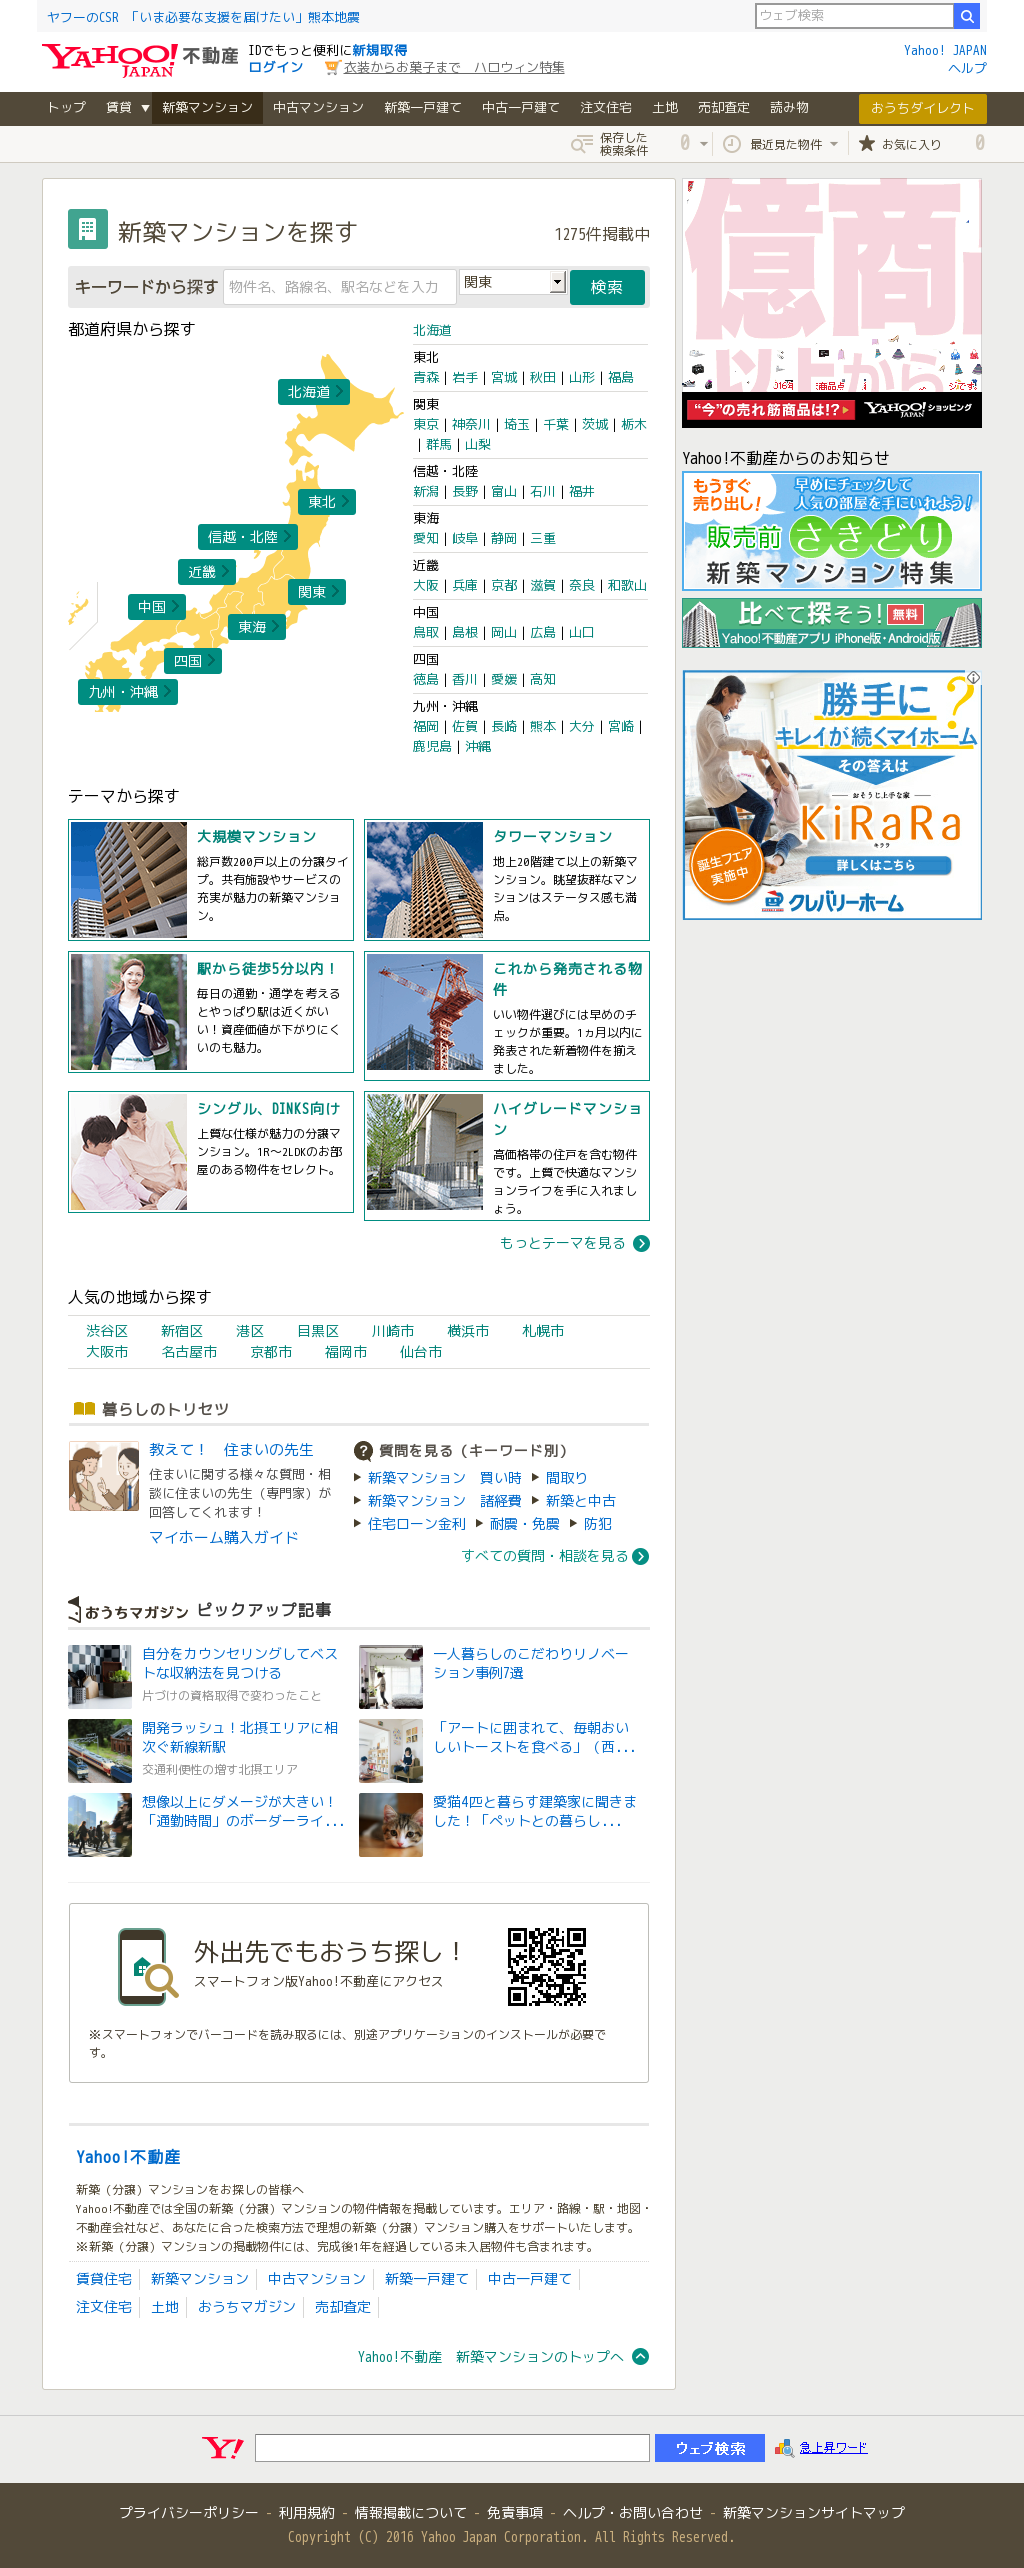 ヤフーのCSR 「いま必要な支援を届けたい」熊本地震
ウェブ検索
YAHOO! JAPAN 不動産
IDでもっと便利に新規取得
ログイン
衣装からお菓子まで　ハロウィン特集
Yahoo! JAPAN
ヘルプ
トップ 賃貸 ▼ 新築マンション 中古マンション 新築一戸建て 中古一戸建て 注文住宅 土地 売却査定 読み物 おうちダイレクト
保存した
検索条件
0 最近見た物件 お気に入り 0
新築マンションを探す
1275件掲載中
キーワードから探す 物件名、路線名、駅名などを入力 関東 検索
都道府県から探す
北海道
東北
信越・北陸
近畿
関東
中国
東海
四国
九州・沖縄
北海道
東北
青森 | 岩手 | 宮城 | 秋田 | 山形 | 福島
関東
東京 | 神奈川 | 埼玉 | 千葉 | 茨城 | 栃木
| 群馬 | 山梨
信越・北陸
新潟 | 長野 | 富山 | 石川 | 福井
東海
愛知 | 岐阜 | 静岡 | 三重
近畿
大阪 | 兵庫 | 京都 | 滋賀 | 奈良 | 和歌山
中国
鳥取 | 島根 | 岡山 | 広島 | 山口
四国
徳島 | 香川 | 愛媛 | 高知
九州・沖縄
福岡 | 佐賀 | 長崎 | 熊本 | 大分 | 宮崎 |
鹿児島 | 沖縄
テーマから探す
大規模マンション
総戸数200戸以上の分譲タイ
プ。共有施設やサービスの
充実が魅力の新築マンショ
ン。
タワーマンション
地上20階建て以上の新築マ
ンション。眺望抜群なマン
ションはステータス感も満
点。
駅から徒歩5分以内！
毎日の通勤・通学を考える
とやっぱり駅は近くがい
い！資産価値が下がりにく
いのも魅力。
これから発売される物
件
いい物件選びには早めのチ
ェックが重要。1ヵ月以内に
発表された新着物件を揃え
ました。
シングル、DINKS向け
上質な仕様が魅力の分譲マ
ンション。1R～2LDKのお部
屋のある物件をセレクト。
ハイグレードマンショ
ン
高価格帯の住戸を含む物件
です。上質で快適なマンシ
ョンライフを手に入れまし
ょう。
もっとテーマを見る
人気の地域から探す
渋谷区 新宿区 港区 目黒区 川崎市 横浜市 札幌市
大阪市 名古屋市 京都市 福岡市 仙台市
暮らしのトリセツ
教えて！　住まいの先生
住まいに関する様々な質問・相
談に住まいの先生（専門家）が
回答してくれます！
マイホーム購入ガイド
質問を見る（キーワード別）
新築マンション　買い時 間取り
新築マンション　諸経費 新築と中古
住宅ローン金利 耐震・免震 防犯
すべての質問・相談を見る
おうちマガジン ピックアップ記事
自分をカウンセリングしてベス
トな収納法を見つける
片づけの資格取得で変わったこと
一人暮らしのこだわりリノベー
ション事例7選
開発ラッシュ！北摂エリアに相
次ぐ新線新駅
交通利便性の増す北摂エリア
「アートに囲まれて、毎朝おい
しいトーストを食べる」（西...
想像以上にダメージが大きい！
「通勤時間」のボーダーライ...
愛猫4匹と暮らす建築家に聞きま
した！「ペットとの暮らし...
外出先でもおうち探し！
スマートフォン版Yahoo!不動産にアクセス
※スマートフォンでバーコードを読み取るには、別途アプリケーションのインストールが必要で
す。
Yahoo!不動産
新築（分譲）マンションをお探しの皆様へ
Yahoo!不動産では全国の新築（分譲）マンションの物件情報を掲載しています。エリア・路線・駅・地図・
不動産会社など、あなたに合った検索方法で理想の新築（分譲）マンション購入をサポートいたします。
※新築（分譲）マンションの掲載物件には、完成後1年を経過している未入居物件も含まれます。
賃貸住宅 新築マンション 中古マンション 新築一戸建て 中古一戸建て
注文住宅 土地 おうちマガジン 売却査定
Yahoo!不動産　新築マンションのトップへ
億商
以上から
“今”の売れ筋商品は!? YAHOO! JAPAN ショッピング
Yahoo!不動産からのお知らせ
もうすぐ
売り出し!
早めにチェックして
人気の部屋を手にいれよう!
販売前 さきどり
新築マンション特集
比べて探そう! 無料
Yahoo!不動産アプリ iPhone版・Android版
勝手に
?
キレイが続くマイホーム
その答えは
おそうじ上手な家
KiRaRa
キララ
誕生フェア
実施中
詳しくはこちら
クレバリーホーム
Y! ウェブ検索 急上昇ワード
プライバシーポリシー - 利用規約 - 情報掲載について - 免責事項 - ヘルプ・お問い合わせ - 新築マンションサイトマップ
Copyright (C) 2016 Yahoo Japan Corporation. All Rights Reserved.